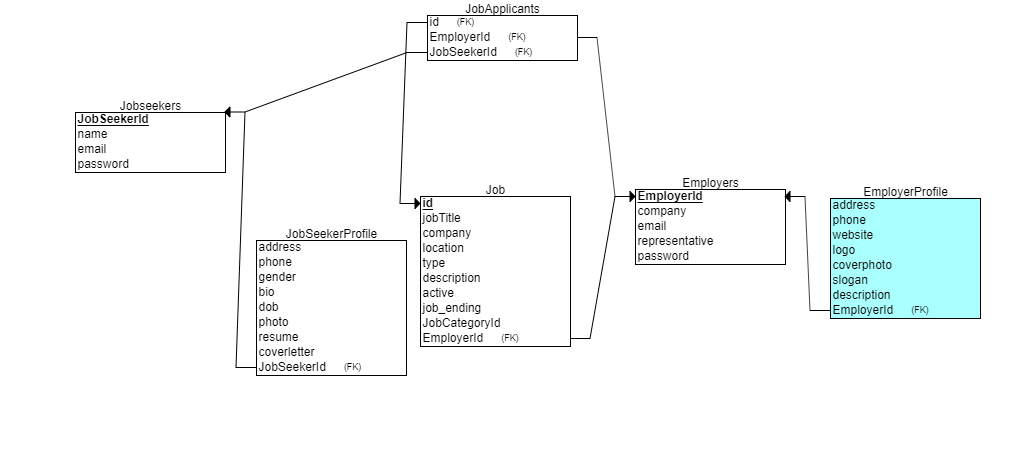 JobApplicants
id (FK)
EmployerId (FK)
JobSeekerId (FK)
Jobseekers
JobSeekerId
name
email
password
JobSeekerProfile
address
phone
gender
bio
dob
photo
resume
coverletter
JobSeekerId (FK)
Job
id
jobTitle
company
location
type
description
active
job_ending
JobCategoryId
EmployerId (FK)
Employers
EmployerId
company
email
representative
password
EmployerProfile
address
phone
website
logo
coverphoto
slogan
description
EmployerId (FK)